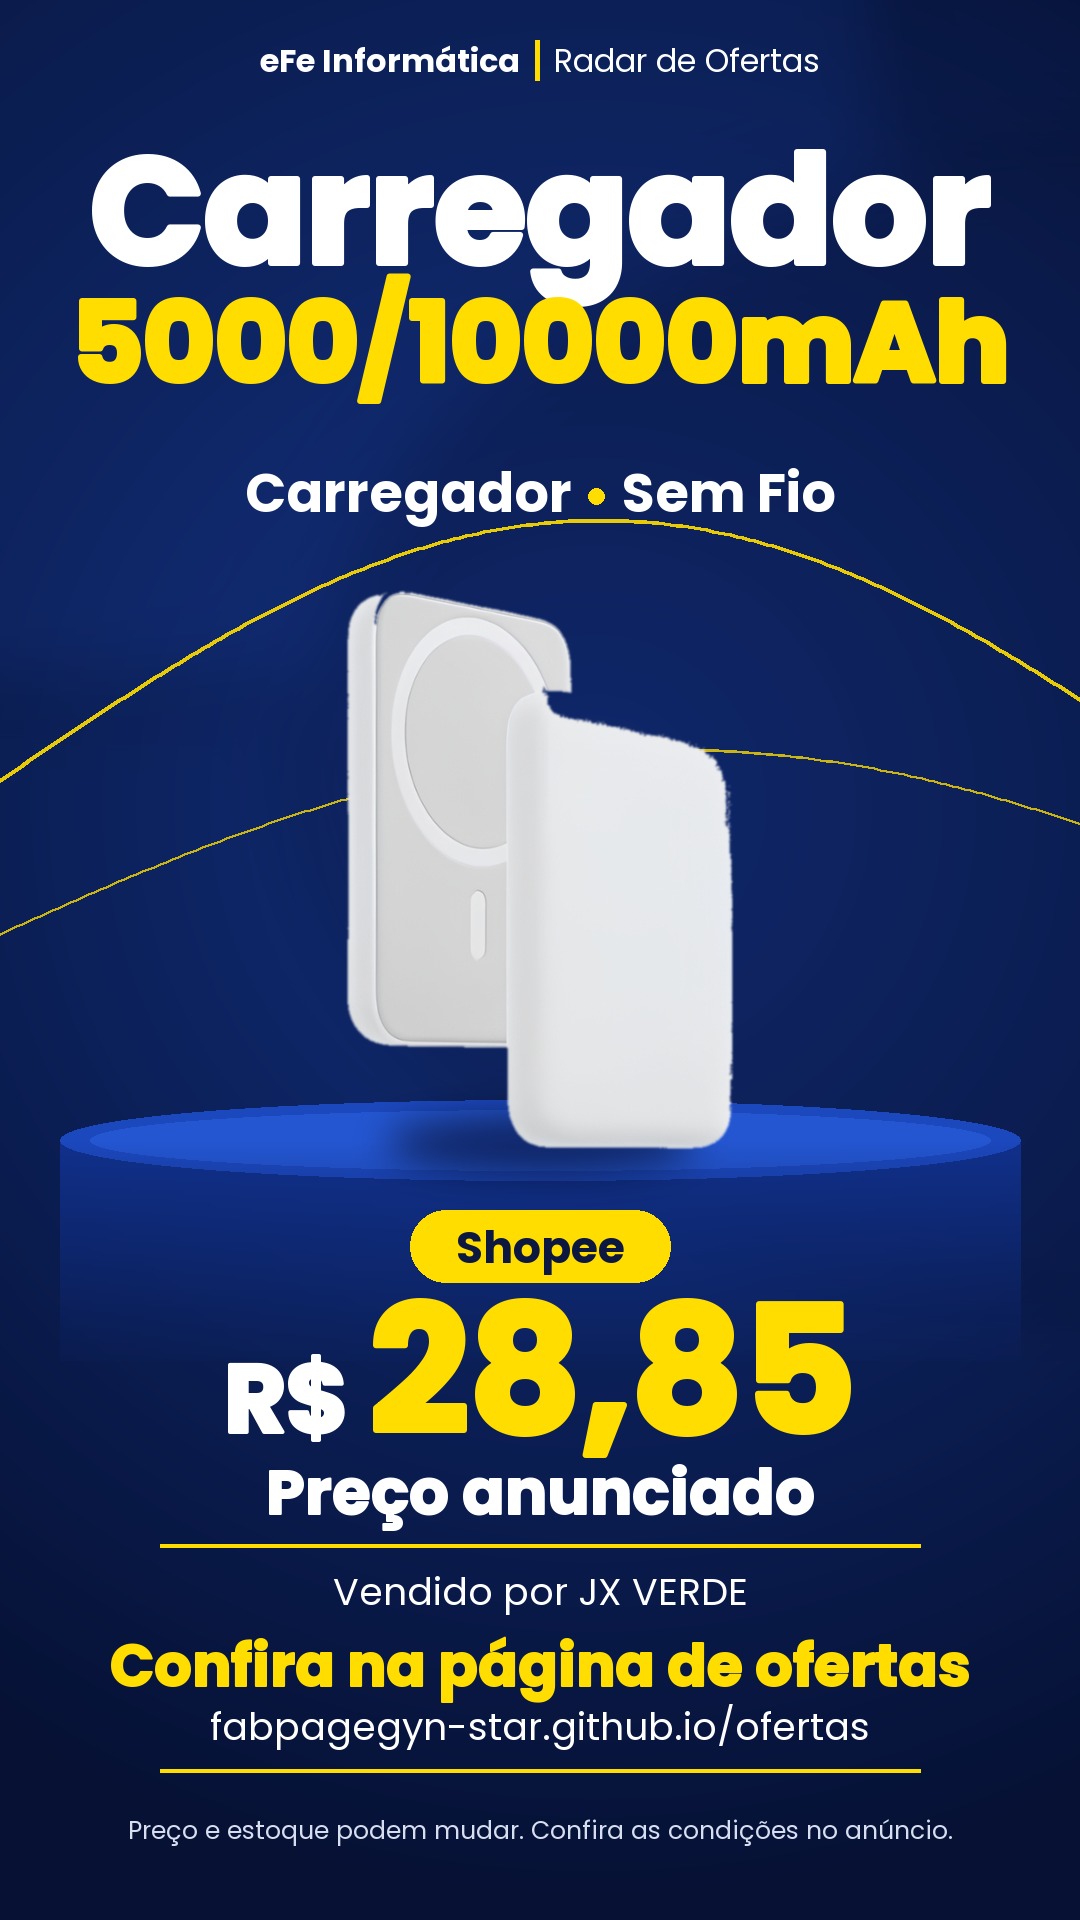 eFe Informática | Radar de Ofertas
Carregador
5000/10000mAh
Carregador • Sem Fio
Shopee
R$ 28,85
Preço anunciado
Vendido por JX VERDE
Confira na página de ofertas
fabpagegyn-star.github.io/ofertas
Preço e estoque podem mudar. Confira as condições no anúncio.